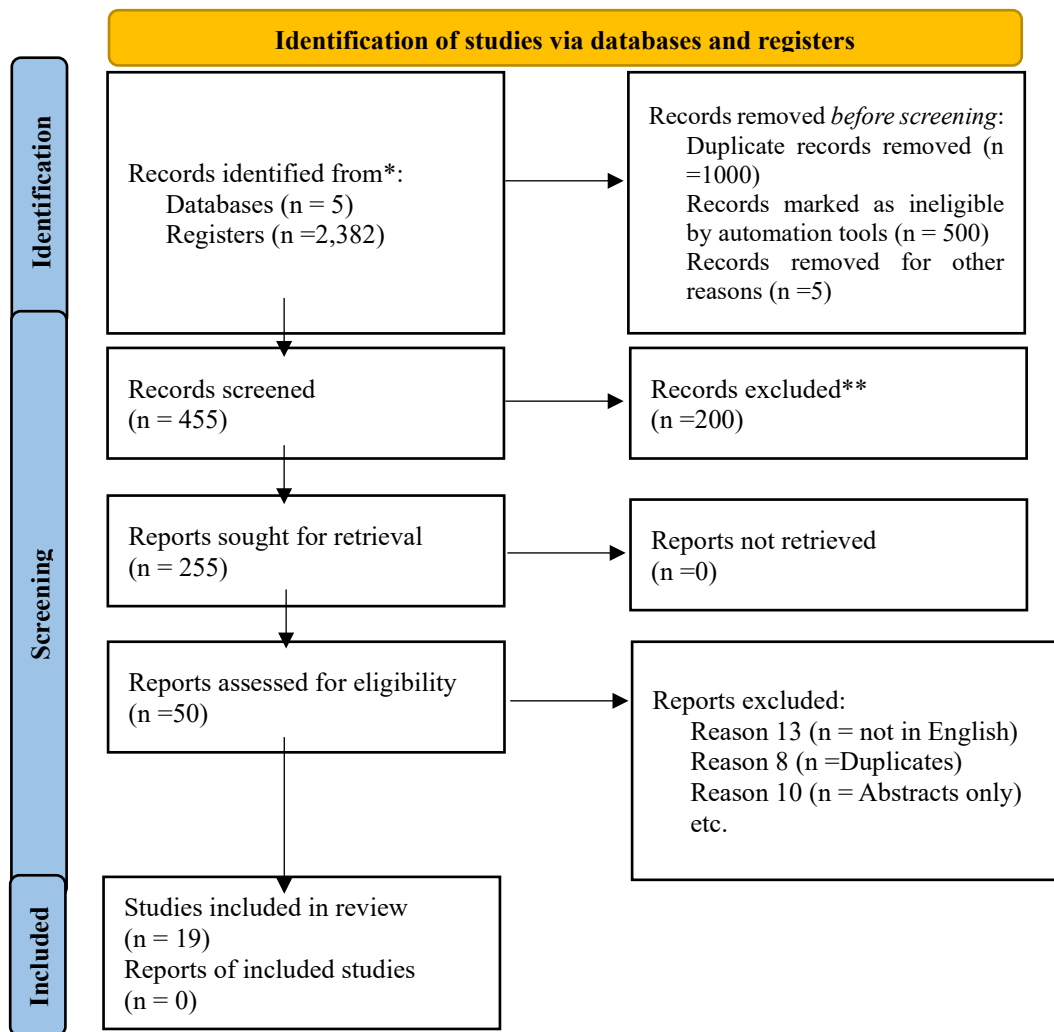 Identification of studies via databases and registers
Identification
Records identified from*:
Databases (n = 5)
Registers (n =2,382)
Records removed before screening:
Duplicate records removed (n
=1000)
Records marked as ineligible
by automation tools (n = 500)
Records removed for other
reasons (n =5)
Screening
Records screened
(n = 455)
Records excluded**
(n =200)
Reports sought for retrieval
(n = 255)
Reports not retrieved
(n =0)
Reports assessed for eligibility
(n =50)
Reports excluded:
Reason 13 (n = not in English)
Reason 8 (n =Duplicates)
Reason 10 (n = Abstracts only)
etc.
Included
Studies included in review
(n = 19)
Reports of included studies
(n = 0)